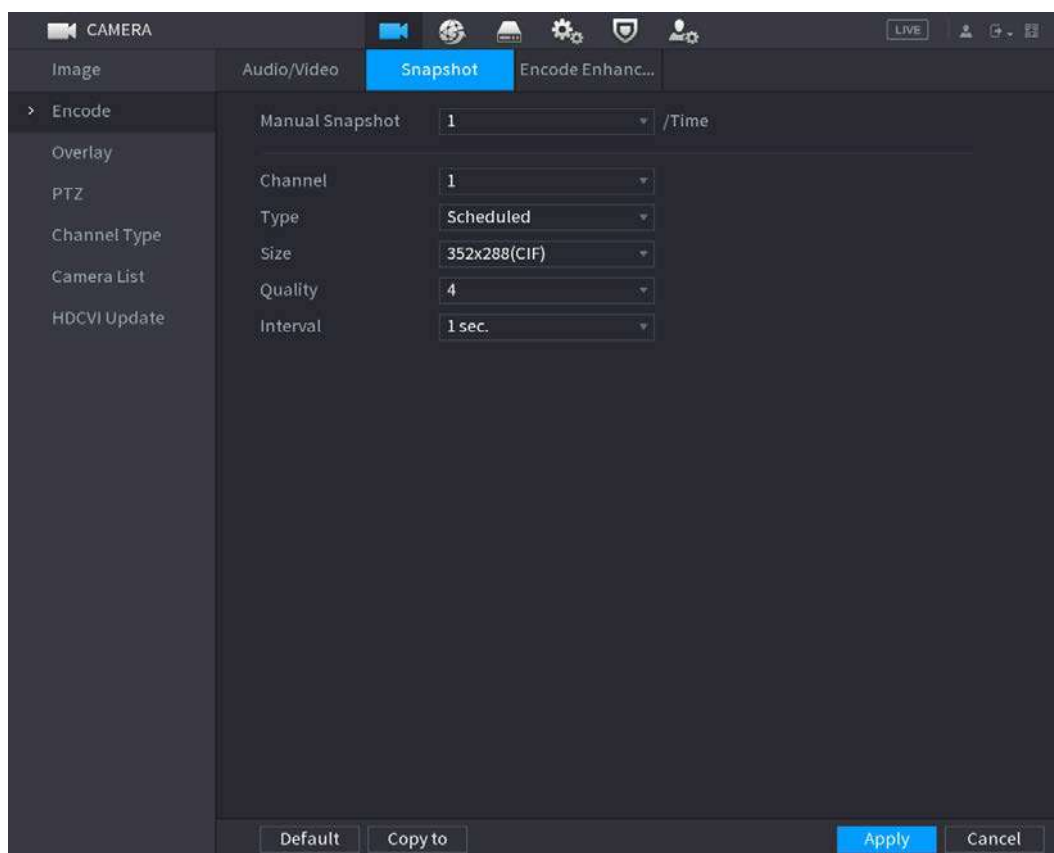 CAMERA
LIVE
Image
Audio/Video Snapshot Encode Enhanc...
> Encode
Manual Snapshot 1 /Time
Overlay
Channel 1
PTZ
Type Scheduled
Channel Type
Size 352x288(CIF)
Camera List
Quality 4
HDCVI Update
Interval 1 sec.
Default Copy to Apply Cancel